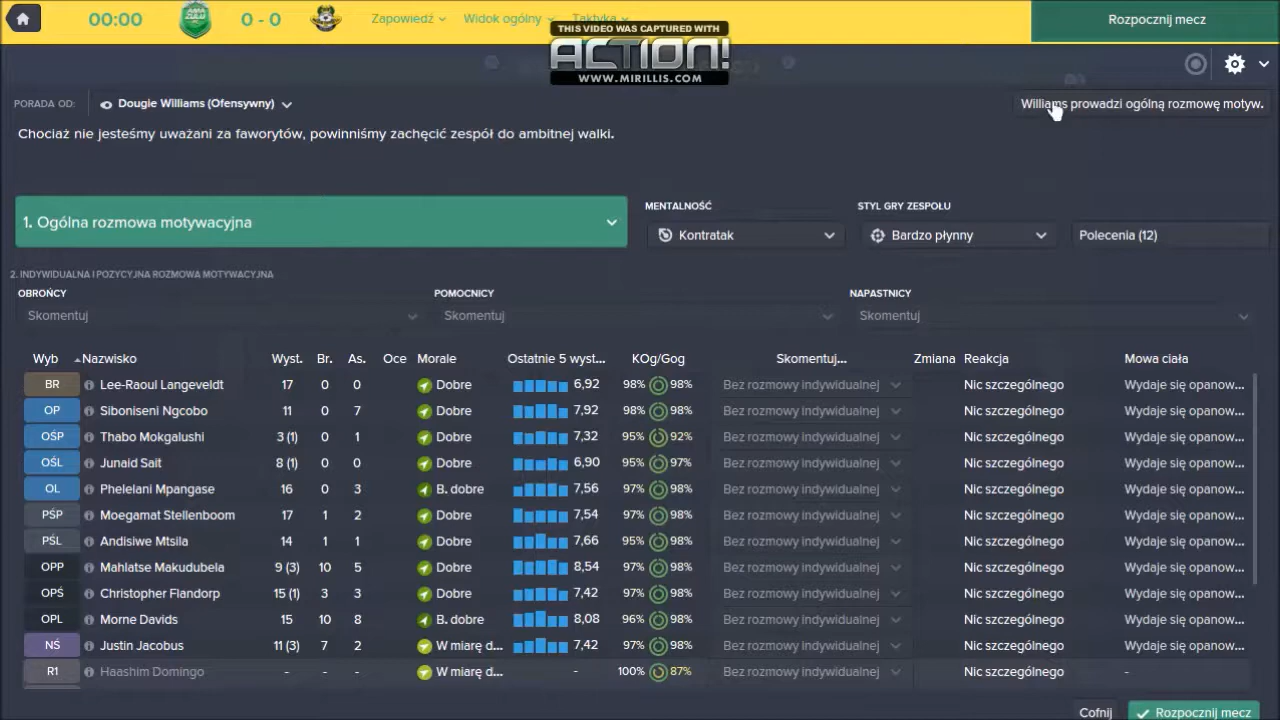 00:00
AMAZULU
0 - 0
Zapowiedź
Widok ogólny
Taktyka
Rozpocznij mecz
THIS VIDEO WAS CAPTURED WITH
ACTION!
WWW.MIRILLIS.COM
PORADA OD:
Dougie Williams (Ofensywny)
Williams prowadzi ogólną rozmowę motyw.
Chociaż nie jesteśmy uważani za faworytów, powinniśmy zachęcić zespół do ambitnej walki.
1. Ogólna rozmowa motywacyjna
MENTALNOŚĆ
STYL GRY ZESPOŁU
Kontratak
Bardzo płynny
Polecenia (12)
2. INDYWIDUALNA I POZYCYJNA ROZMOWA MOTYWACYJNA
OBROŃCY
POMOCNICY
NAPASTNICY
Skomentuj
Skomentuj
Skomentuj
Wyb Nazwisko Wyst. Br. As. Oce Morale Ostatnie 5 wyst... KOg/Gog Skomentuj... Zmiana Reakcja Mowa ciała
BR Lee-Raoul Langeveldt 17 0 0 Dobre 6,92 98% 98% Bez rozmowy indywidualnej Nic szczególnego Wydaje się opanow...
OP Siboniseni Ngcobo 11 0 7 Dobre 7,92 98% 98% Bez rozmowy indywidualnej Nic szczególnego Wydaje się opanow...
OŚP Thabo Mokgalushi 3 (1) 0 1 Dobre 7,32 95% 92% Bez rozmowy indywidualnej Nic szczególnego Wydaje się opanow...
OŚL Junaid Sait 8 (1) 0 0 Dobre 6,90 95% 97% Bez rozmowy indywidualnej Nic szczególnego Wydaje się opanow...
OL Phelelani Mpangase 16 0 3 B. dobre 7,56 97% 98% Bez rozmowy indywidualnej Nic szczególnego Wydaje się opanow...
PŚP Moegamat Stellenboom 17 1 2 Dobre 7,54 97% 98% Bez rozmowy indywidualnej Nic szczególnego Wydaje się opanow...
PŚL Andisiwe Mtsila 14 1 1 Dobre 7,66 95% 98% Bez rozmowy indywidualnej Nic szczególnego Wydaje się opanow...
OPP Mahlatse Makudubela 9 (3) 10 5 Dobre 8,54 97% 98% Bez rozmowy indywidualnej Nic szczególnego Wydaje się opanow...
OPŚ Christopher Flandorp 15 (1) 3 3 Dobre 7,42 97% 98% Bez rozmowy indywidualnej Nic szczególnego Wydaje się opanow...
OPL Morne Davids 15 10 8 B. dobre 8,08 96% 98% Bez rozmowy indywidualnej Nic szczególnego Wydaje się opanow...
NŚ Justin Jacobus 11 (3) 7 2 W miarę d... 7,42 97% 98% Bez rozmowy indywidualnej Nic szczególnego Wydaje się opanow...
R1 Haashim Domingo - - - W miarę d... - 100% 87% Bez rozmowy indywidualnej Nic szczególnego -
Cofnij
Rozpocznij mecz